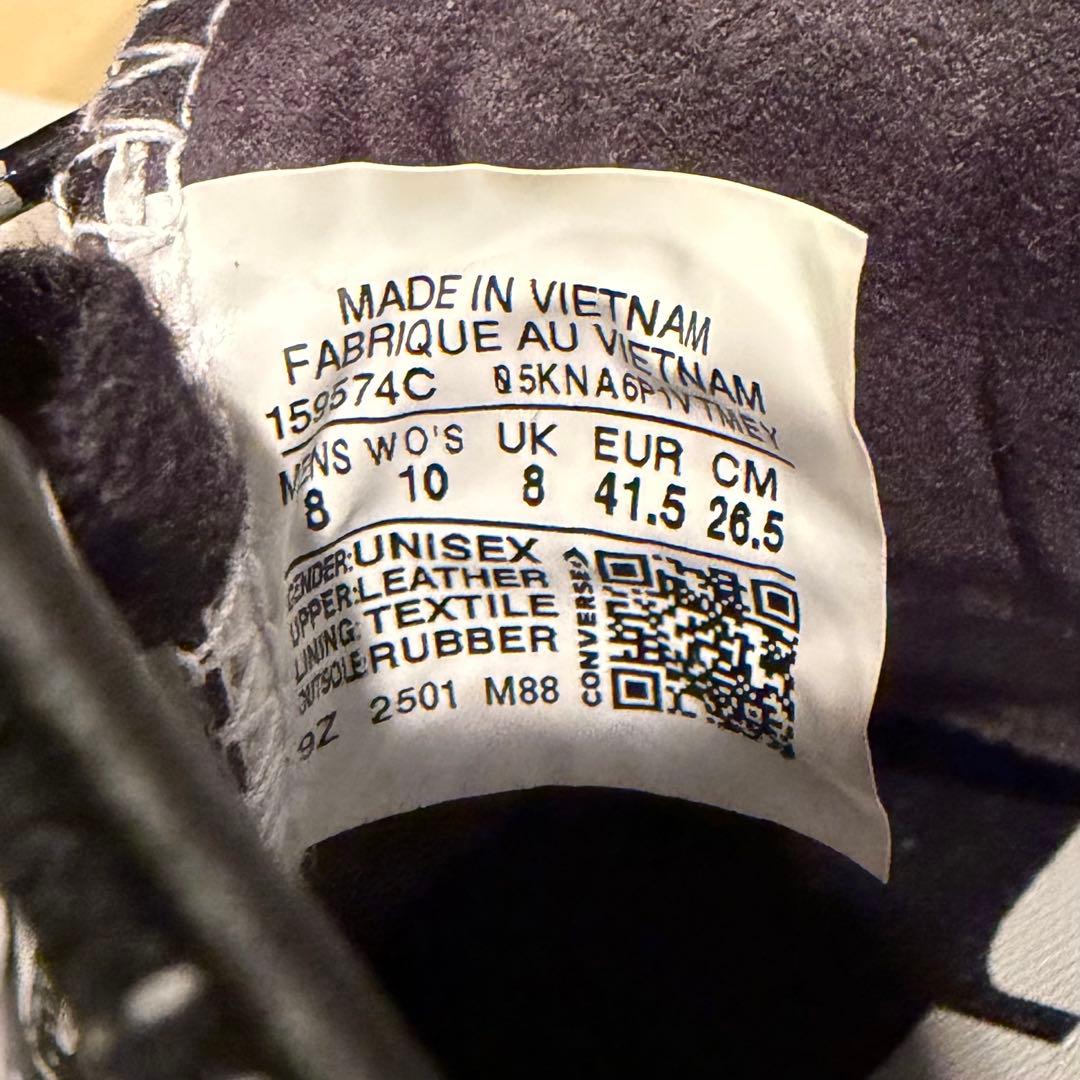 MADE IN VIETNAM
FABRIQUE AU VIETNAM
159574C
MENS WO'S UK EUR CM
8 10 8 41.5 26.5
GENDER:UNISEX
UPPER:LEATHER
LINING:TEXTILE
OUTSOLE:RUBBER
9Z 2501 M88
CONVERSE